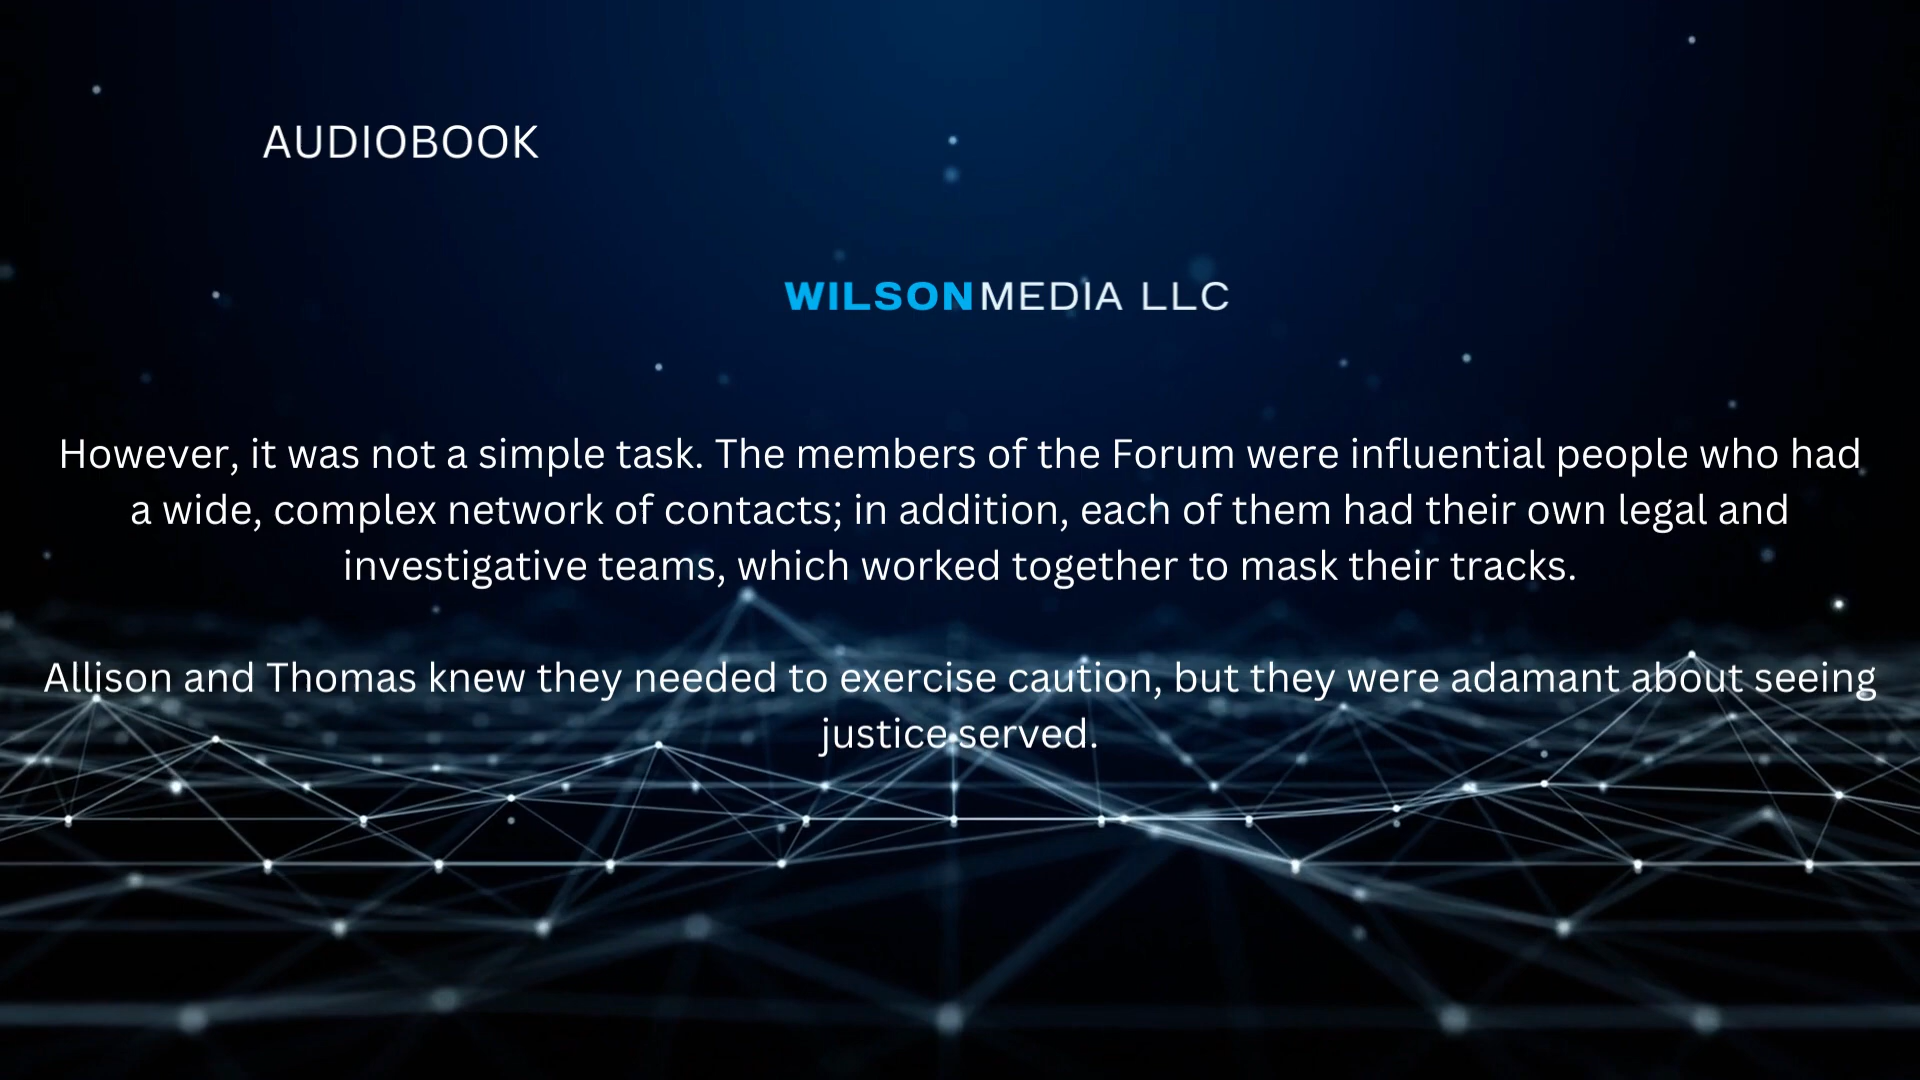 AUDIOBOOK
WILSONMEDIA LLC
However, it was not a simple task. The members of the Forum were influential people who had
a wide, complex network of contacts; in addition, each of them had their own legal and
investigative teams, which worked together to mask their tracks.
Allison and Thomas knew they needed to exercise caution, but they were adamant about seeing
justice served.